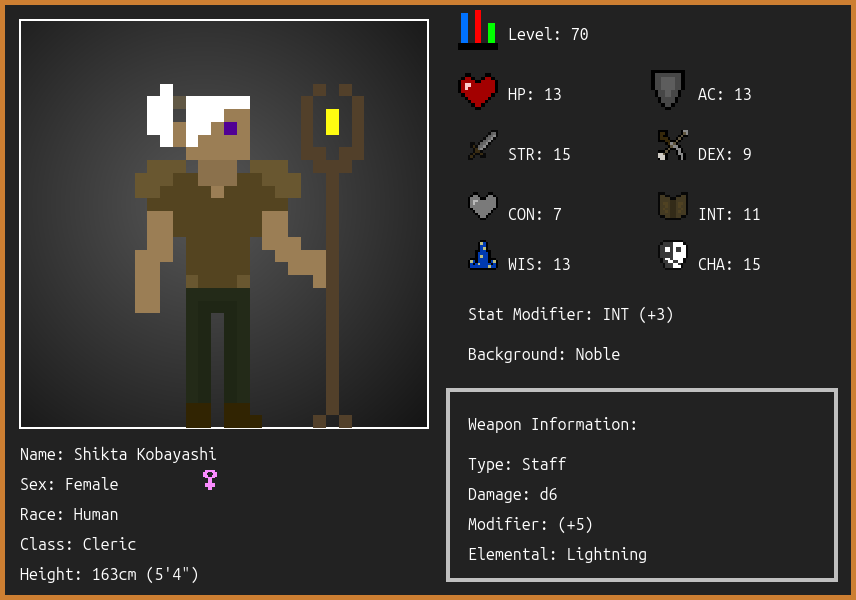 Level: 70
HP: 13
AC: 13
STR: 15
DEX: 9
CON: 7
INT: 11
WIS: 13
CHA: 15
Stat Modifier: INT (+3)
Background: Noble
Name: Shikta Kobayashi
Sex: Female
Race: Human
Class: Cleric
Height: 163cm (5'4")
Weapon Information:
Type: Staff
Damage: d6
Modifier: (+5)
Elemental: Lightning